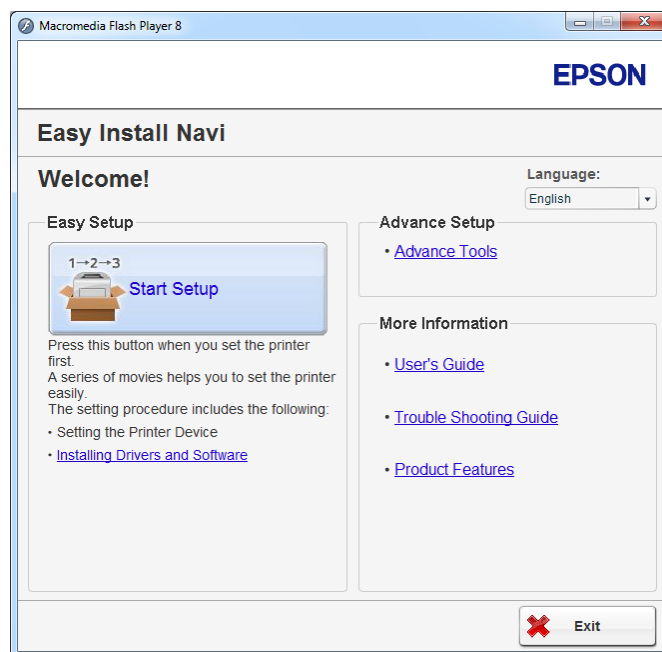 Macromedia Flash Player 8
EPSON
Easy Install Navi
Welcome!
Language:
English
Easy Setup
1→2→3
Start Setup
Press this button when you set the printer
first.
A series of movies helps you to set the printer
easily.
The setting procedure includes the following:
• Setting the Printer Device
• Installing Drivers and Software
Advance Setup
• Advance Tools
More Information
• User's Guide
• Trouble Shooting Guide
• Product Features
Exit